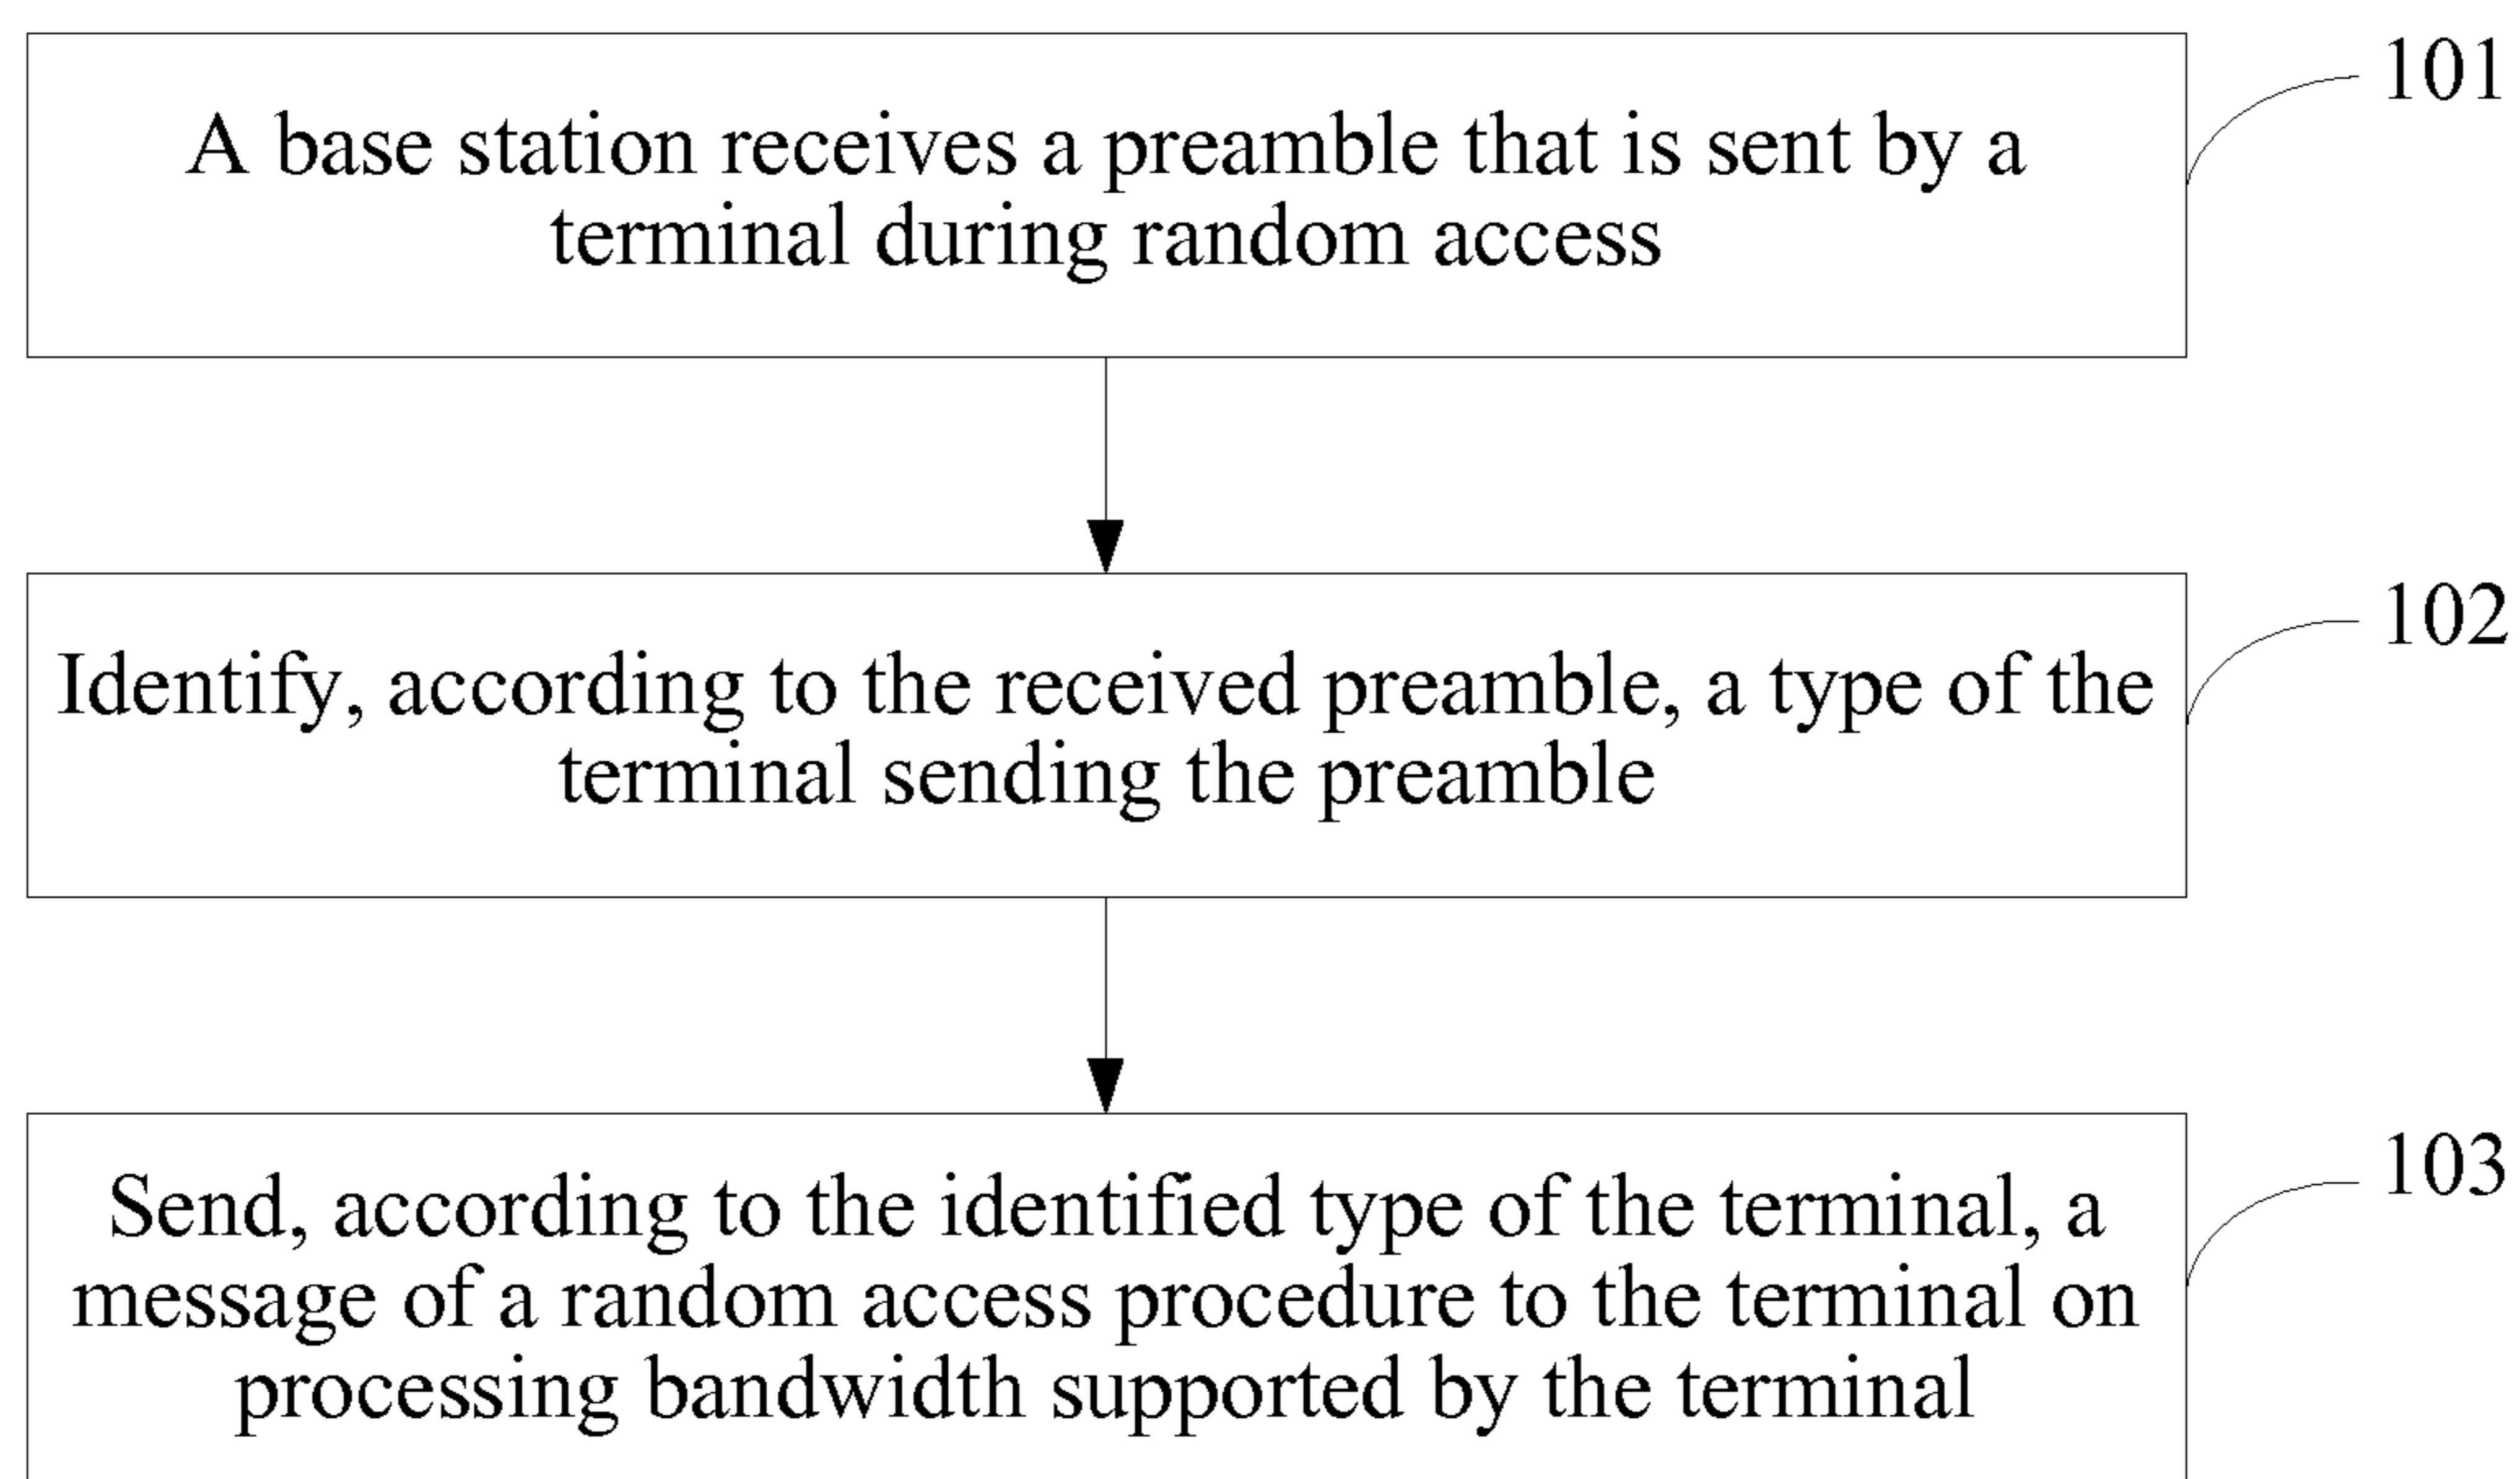 A base station receives a preamble that is sent by a
terminal during random access
101
Identify, according to the received preamble, a type of the
terminal sending the preamble
102
Send, according to the identified type of the terminal, a
message of a random access procedure to the terminal on
processing bandwidth supported by the terminal
103